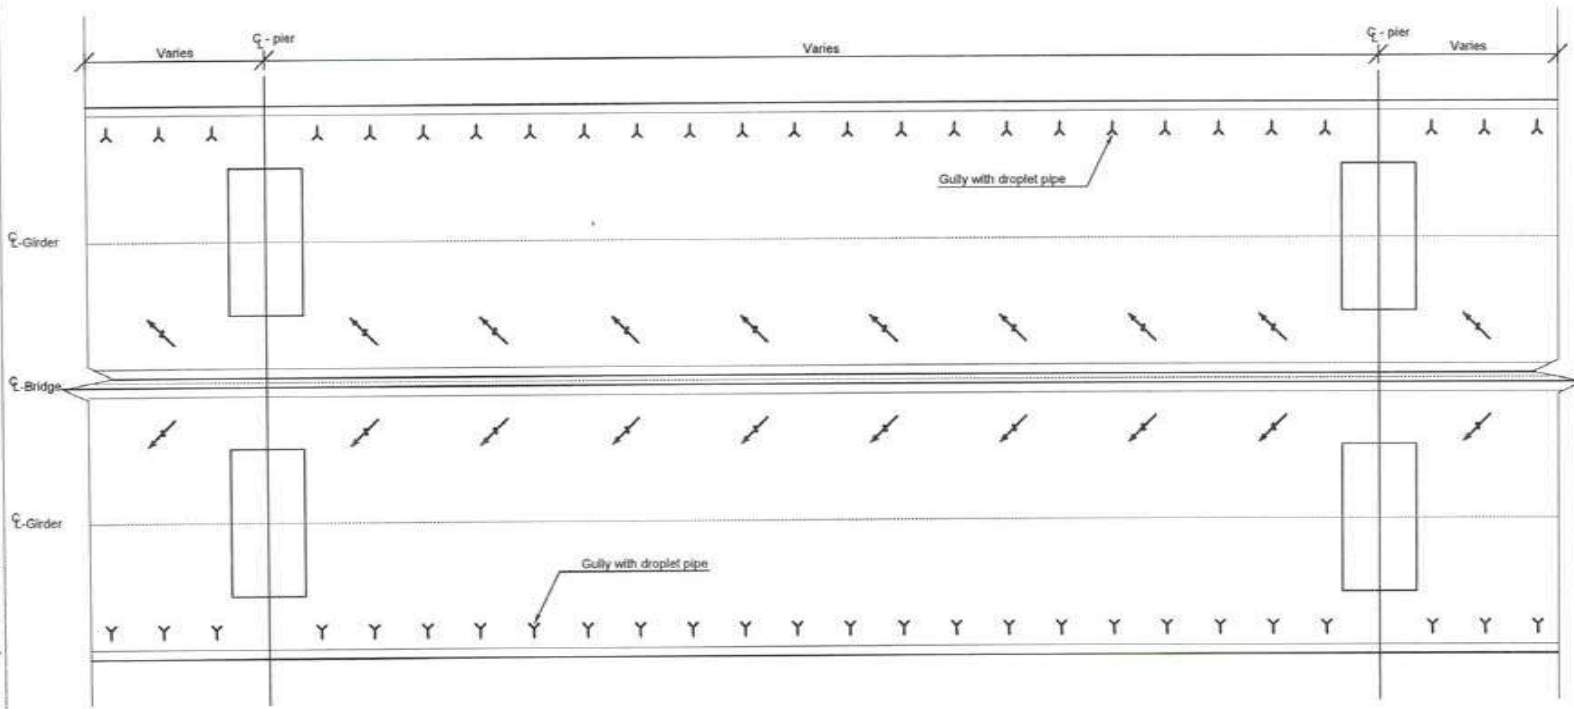 ℄ - pier
℄ - pier
Varies
Varies
Varies
Gully with droplet pipe
℄-Girder
℄-Bridge
℄-Girder
Gully with droplet pipe